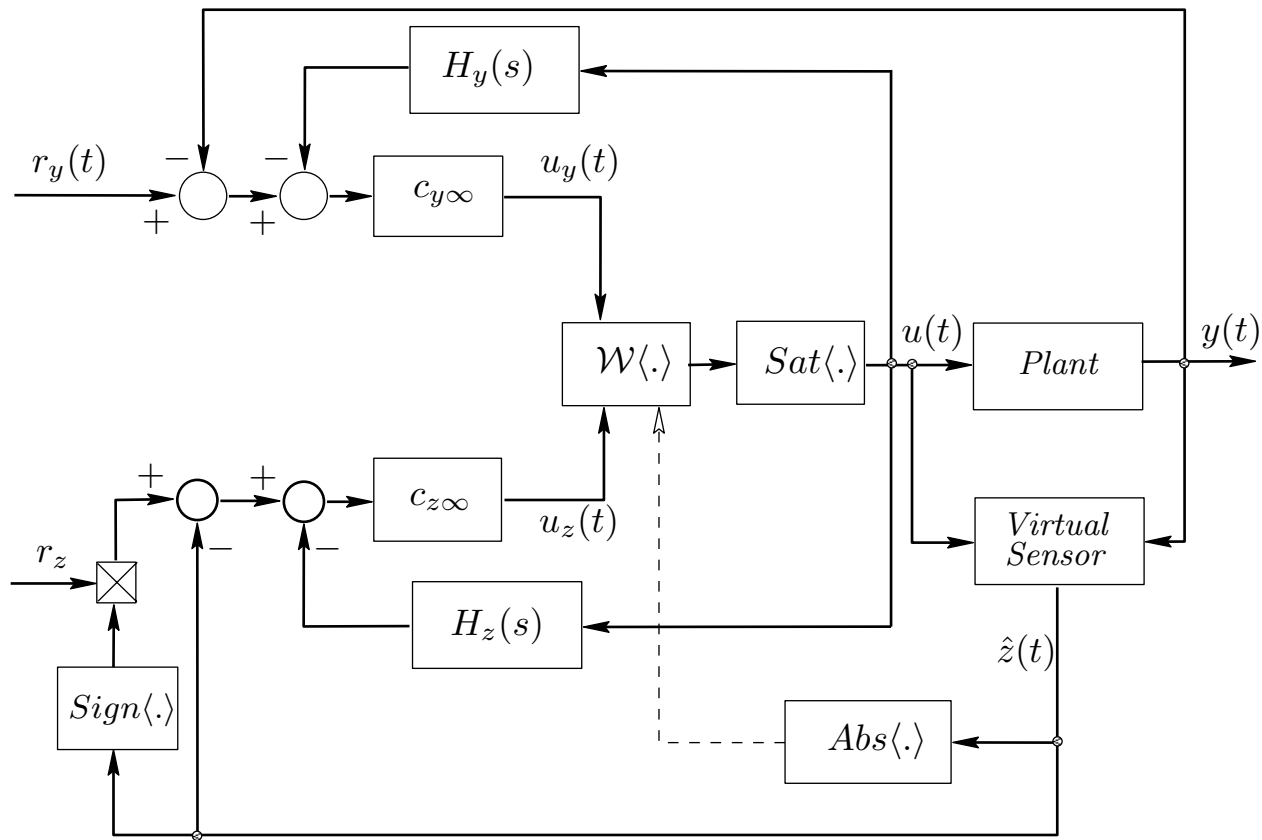 H_y(s)
r_y(t)
−
−
u_y(t)
c_{y∞}
+
+
u(t)
y(t)
𝒲⟨.⟩
Sat⟨.⟩
Plant
+
+
c_{z∞}
u_z(t)
Virtual
Sensor
−
−
r_z
H_z(s)
ẑ(t)
Sign⟨.⟩
Abs⟨.⟩